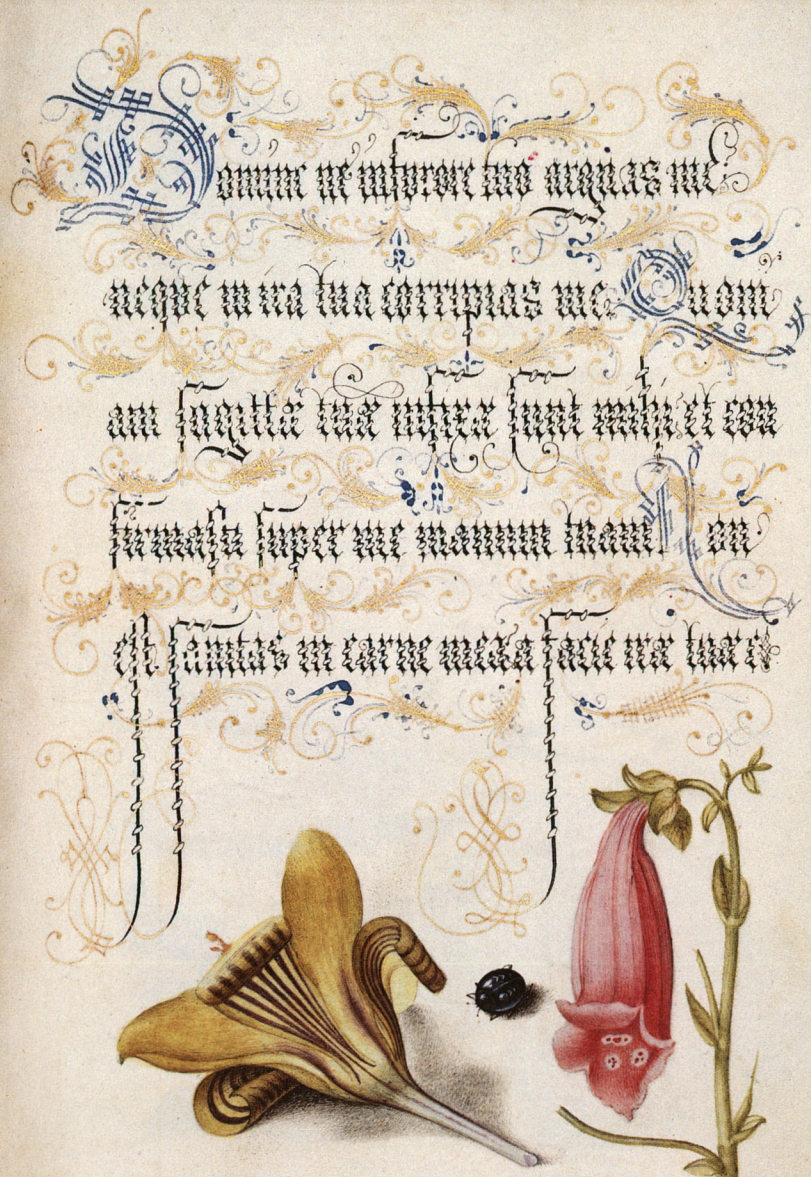 Domine ne in furore tuo arguas me
neque in ira tua corripias me Quoni
am sagittæ tuæ infixæ sunt mihi, et con
firmasti super me manum tuam Non
est sanitas in carne mea a facie iræ tuæ